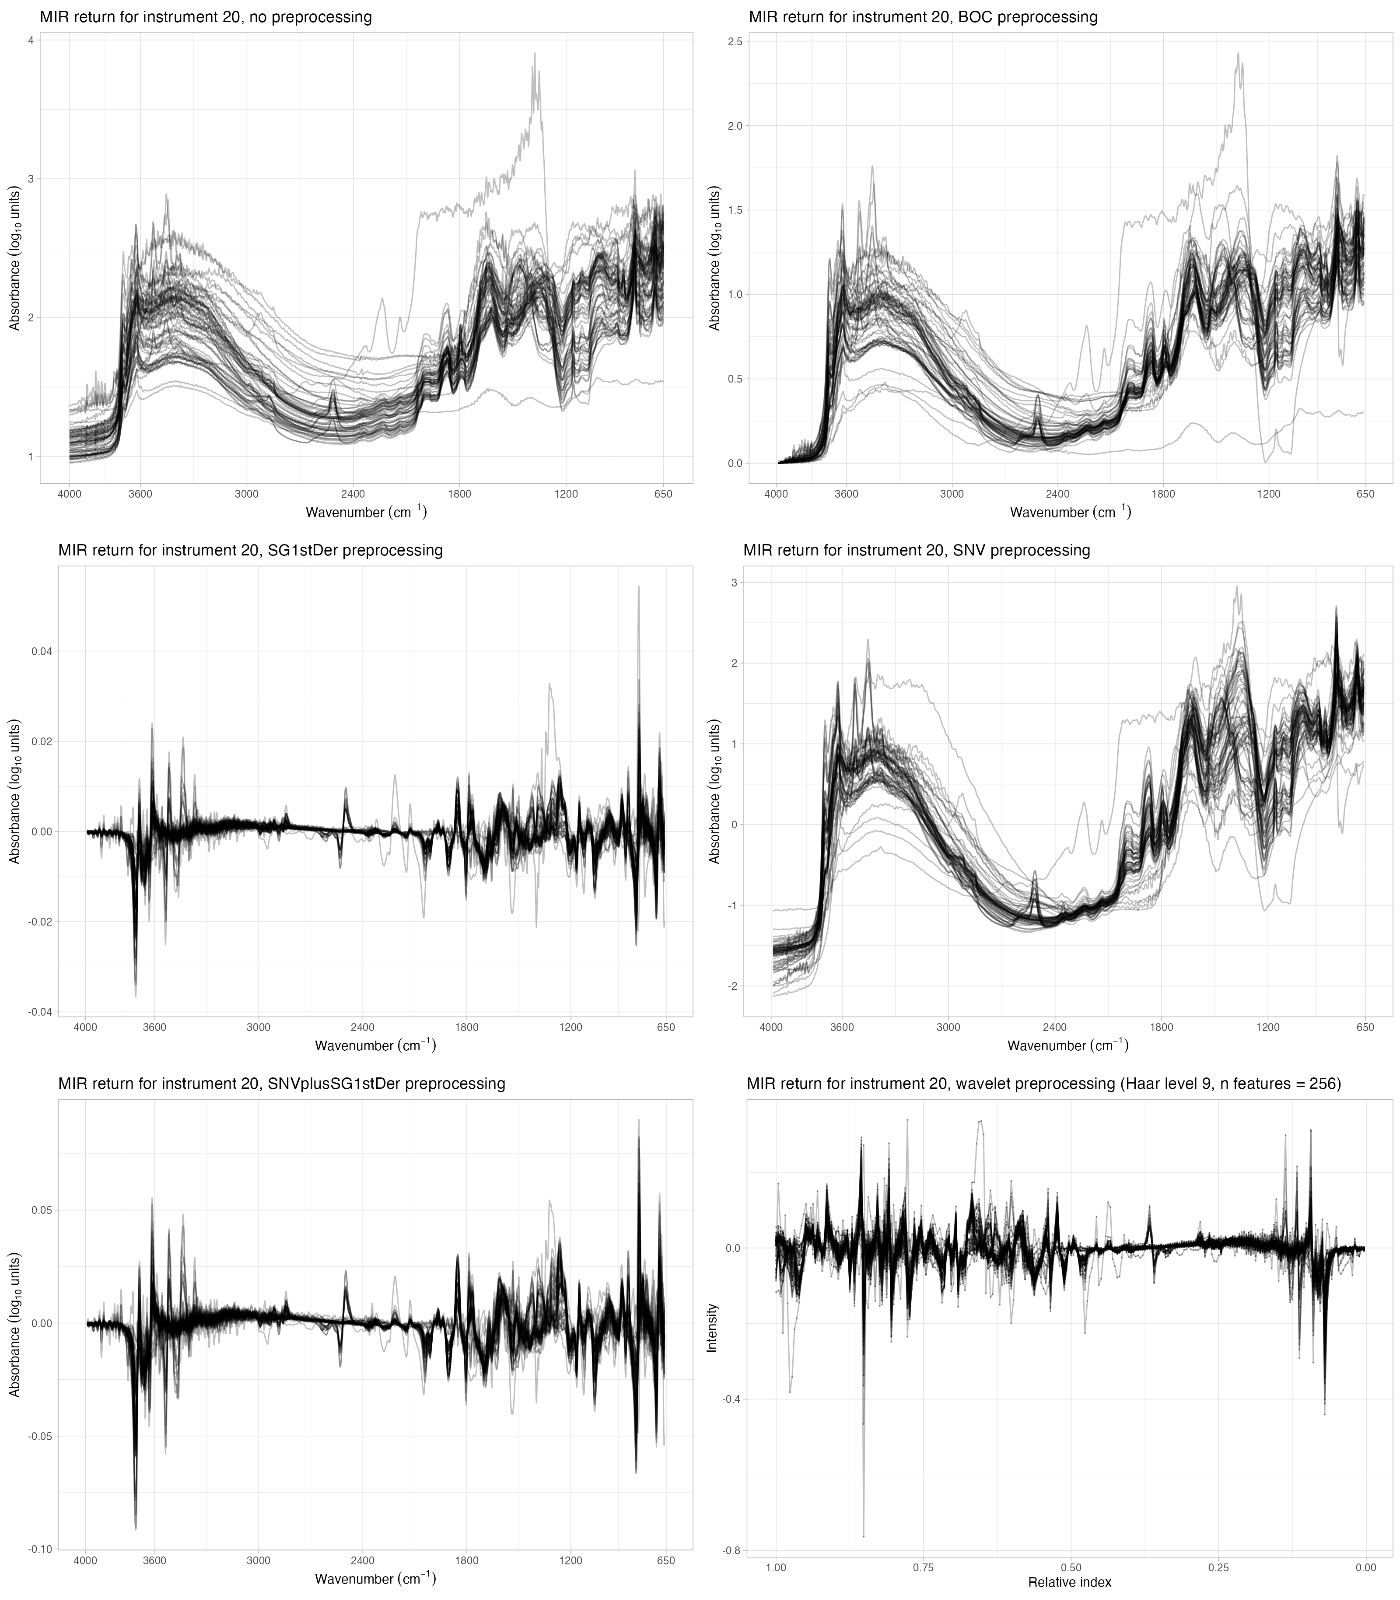 MIR return for instrument 20, no preprocessing
4
3
2
1
Absorbance (log10 units)
4000 3600 3000 2400 1800 1200 650
Wavenumber (cm 1)
MIR return for instrument 20, BOC preprocessing
2.5
2.0
1.5
1.0
0.5
0.0
Absorbance (log10 units)
4000 3600 3000 2400 1800 1200 650
Wavenumber (cm 1)
MIR return for instrument 20, SG1stDer preprocessing
0.04
0.02
0.00
-0.02
-0.04
Absorbance (log10 units)
4000 3600 3000 2400 1800 1200 650
Wavenumber (cm−1)
MIR return for instrument 20, SNV preprocessing
3
2
1
0
-1
-2
Absorbance (log10 units)
4000 3600 3000 2400 1800 1200 650
Wavenumber (cm−1)
MIR return for instrument 20, SNVplusSG1stDer preprocessing
0.05
0.00
-0.05
-0.10
Absorbance (log10 units)
4000 3600 3000 2400 1800 1200 650
Wavenumber (cm−1)
MIR return for instrument 20, wavelet preprocessing (Haar level 9, n features = 256)
0.0
-0.4
-0.8
Intensity
1.00 0.75 0.50 0.25 0.00
Relative index